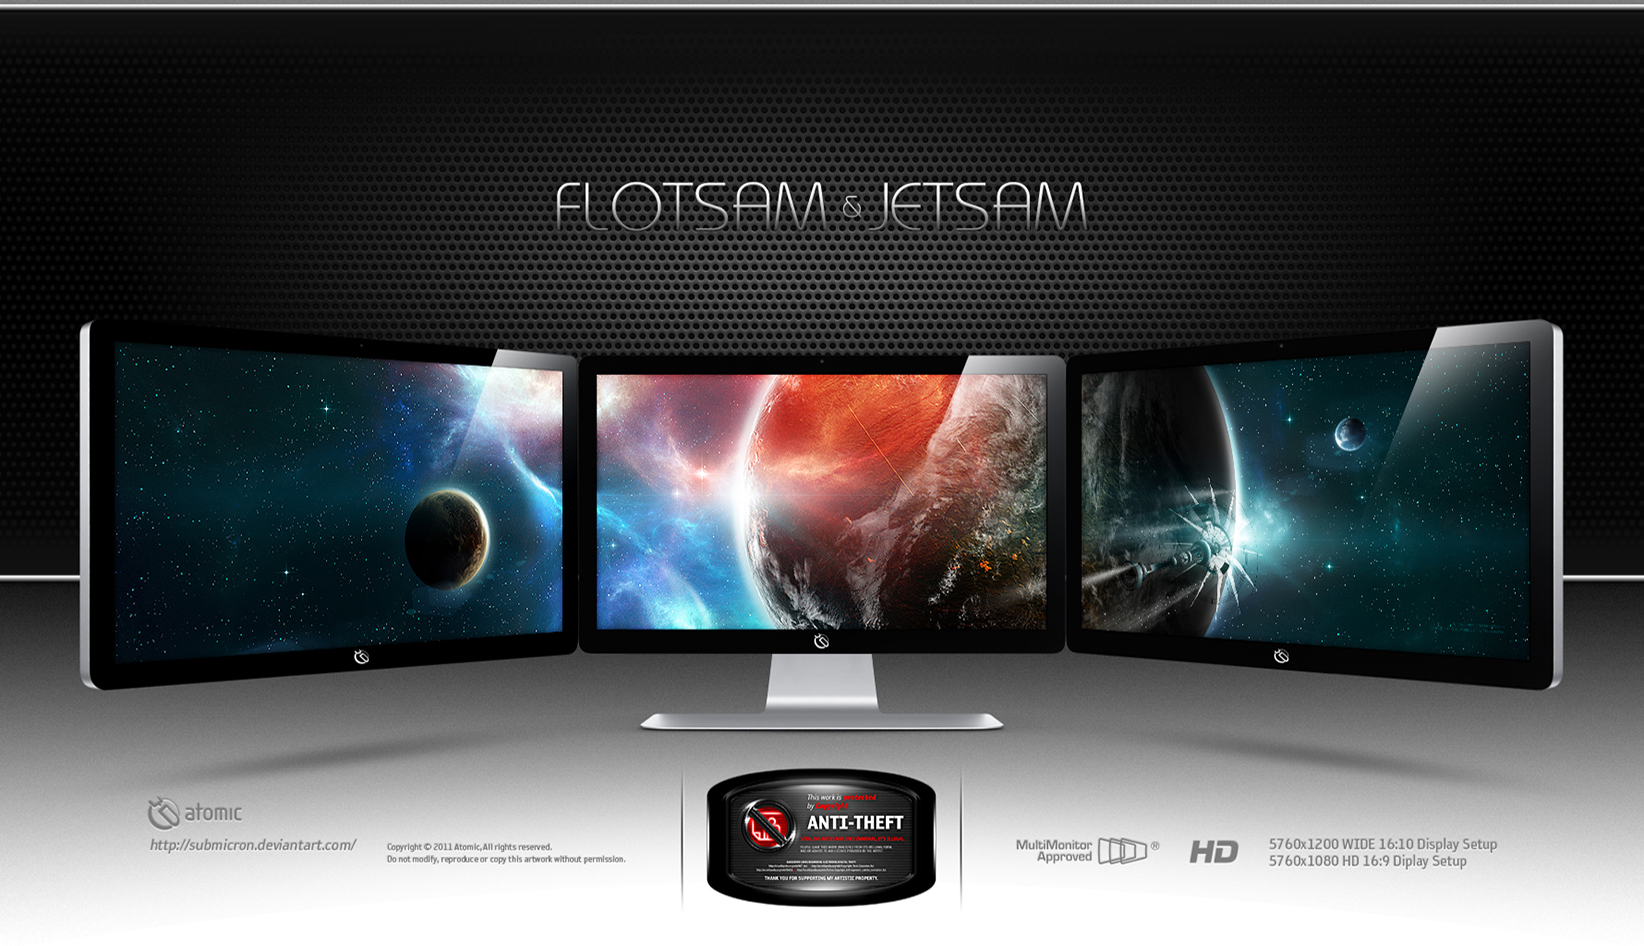 FLOTSAM & JETSAM
atomic
http://submicron.deviantart.com/
Copyright © 2011 Atomic, All rights reserved.
Do not modify, reproduce or copy this artwork without permission.
This work is protected
by Copyright
ANTI-THEFT
THANK YOU FOR SUPPORTING MY ARTISTIC PROPERTY.
MultiMonitor
Approved
®
HD
5760x1200 WIDE 16:10 Display Setup
5760x1080 HD 16:9 Diplay Setup